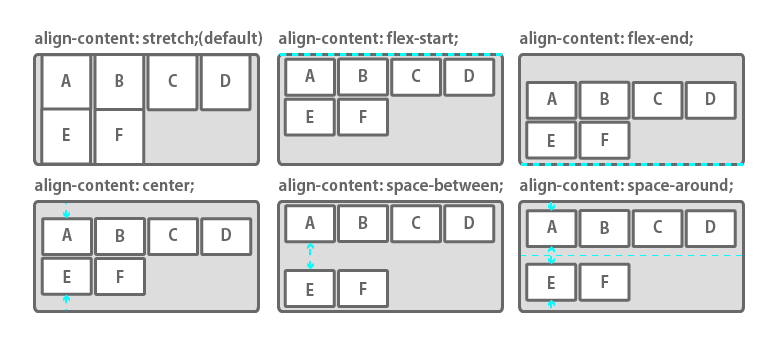 align-content: stretch;(default)
A B C D
E F
align-content: flex-start;
A B C D
E F
align-content: flex-end;
A B C D
E F
align-content: center;
A B C D
E F
align-content: space-between;
A B C D
E F
align-content: space-around;
A B C D
E F